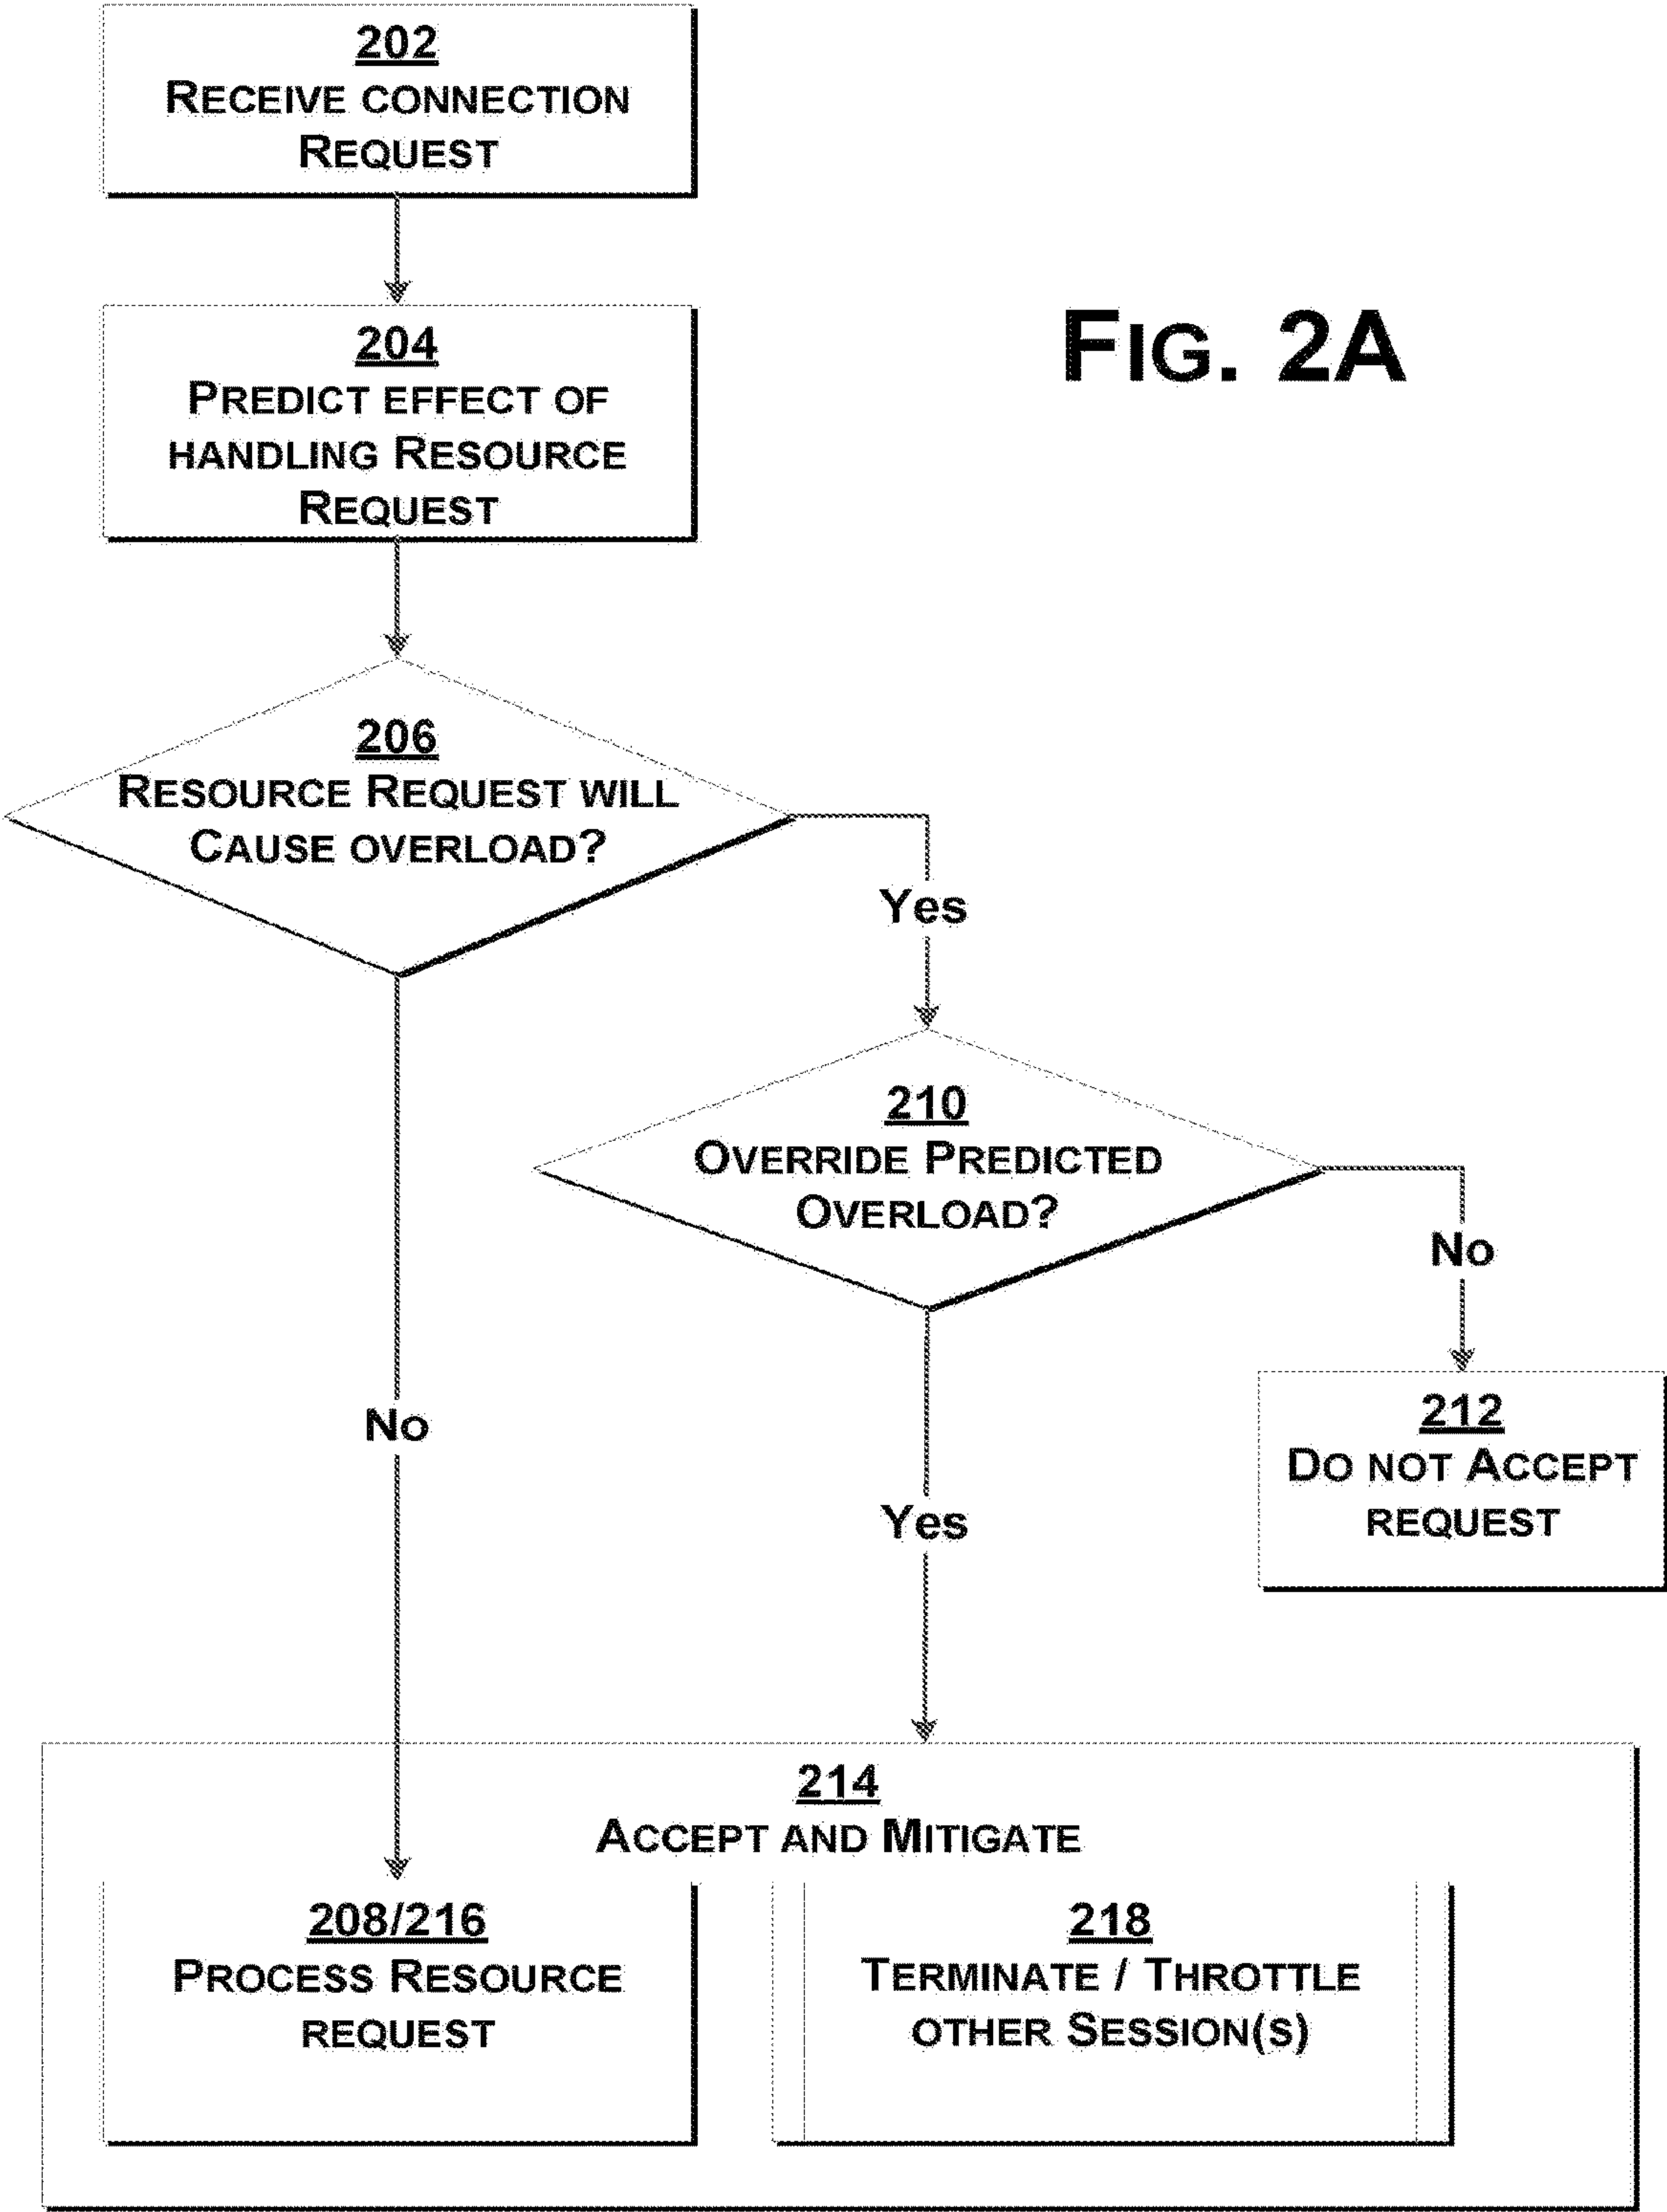 202
RECEIVE CONNECTION
REQUEST
FIG. 2A
204
PREDICT EFFECT OF
HANDLING RESOURCE
REQUEST
206
RESOURCE REQUEST WILL
CAUSE OVERLOAD?
Yes
210
OVERRIDE PREDICTED
OVERLOAD?
No
212
DO NOT ACCEPT
REQUEST
No
Yes
214
ACCEPT AND MITIGATE
208/216
PROCESS RESOURCE
REQUEST
218
TERMINATE / THROTTLE
OTHER SESSION(S)